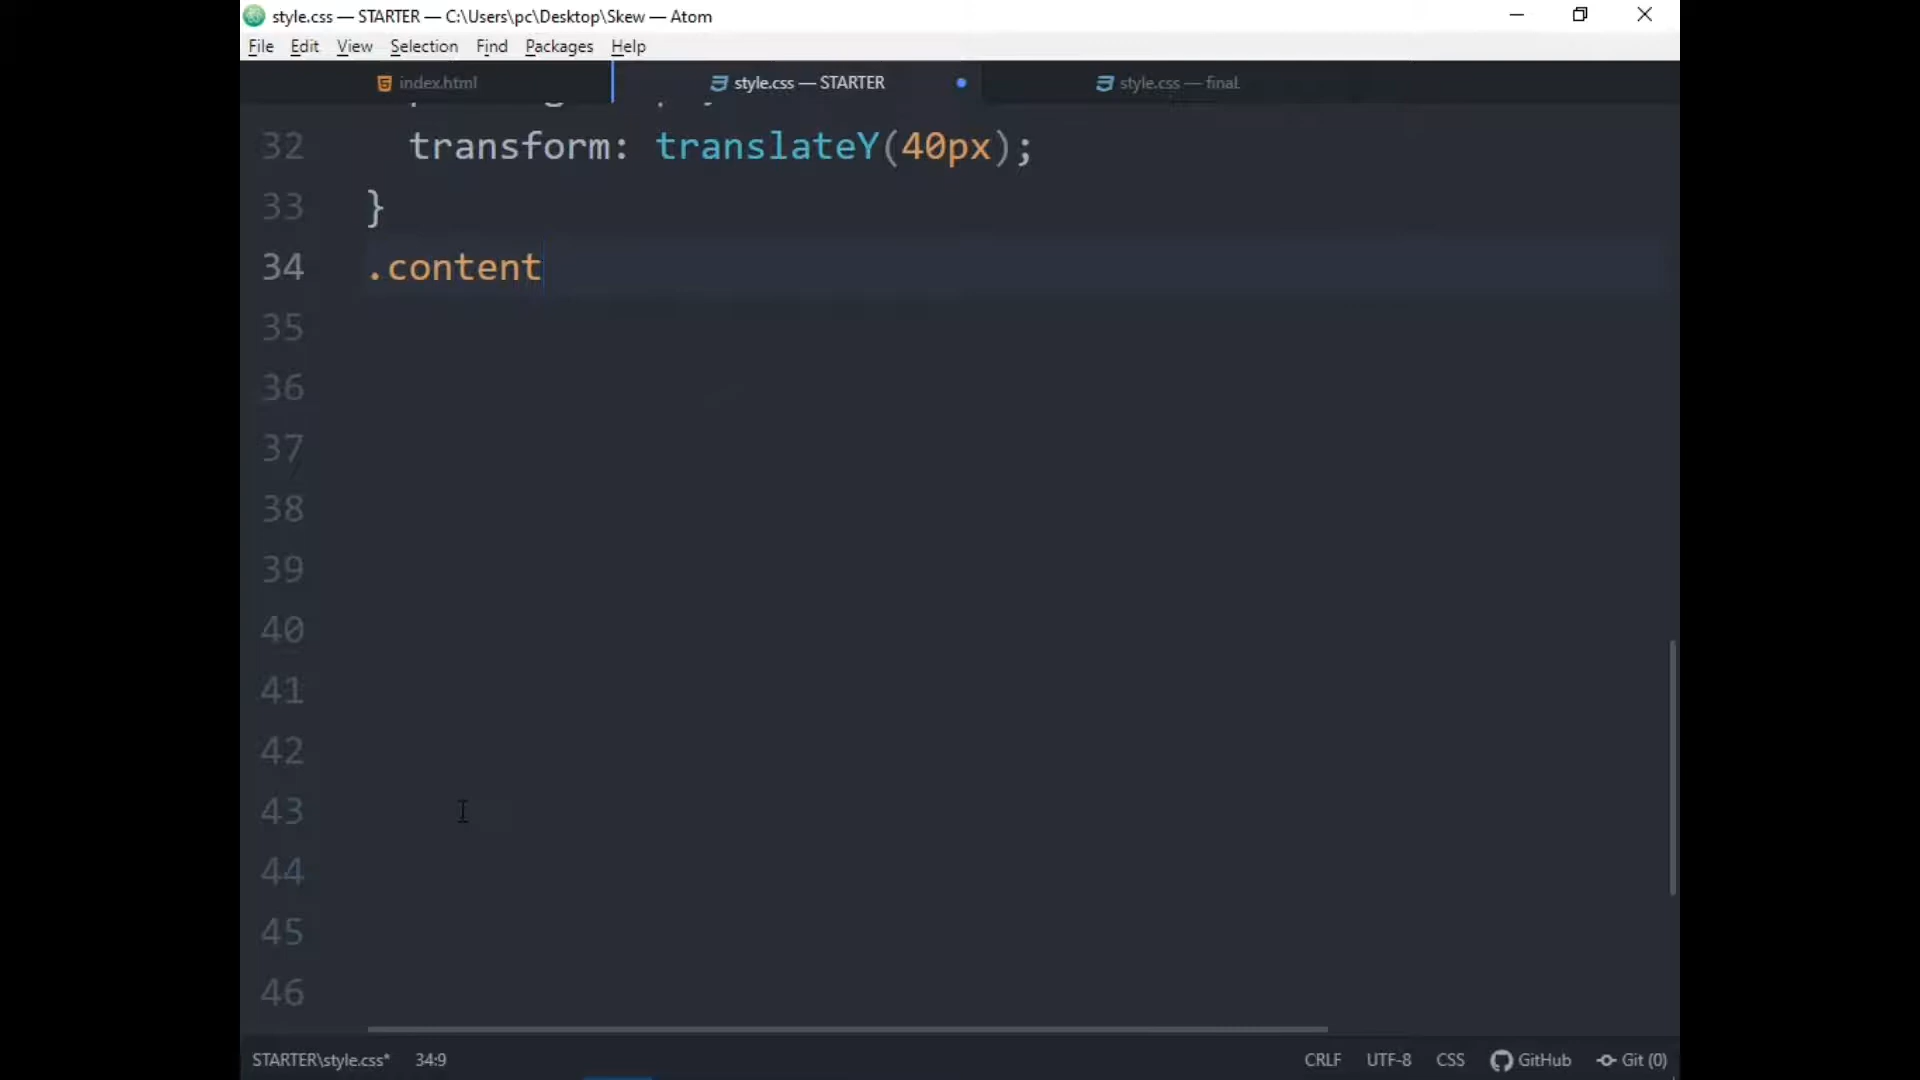 style.css — STARTER — C:\Users\pc\Desktop\Skew — Atom
File Edit View Selection Find Packages Help
index.html style.css — STARTER style.css — final
32 transform: translateY(40px);
33 }
34 .content
35
36
37
38
39
40
41
42
43
44
45
46
STARTER\style.css* 34:9 CRLF UTF-8 CSS GitHub Git (0)